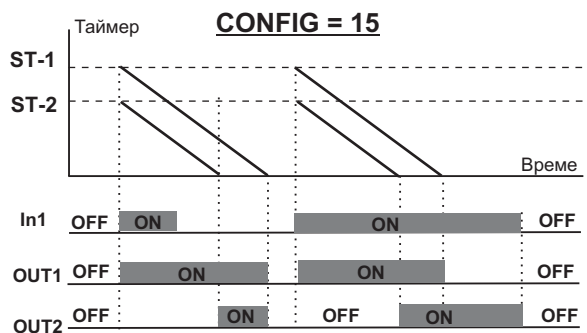 CONFIG = 15
Таймер
ST-1
ST-2
Време
In1 OFF ON ON OFF
OUT1 OFF ON ON OFF
OUT2 OFF ON OFF ON OFF